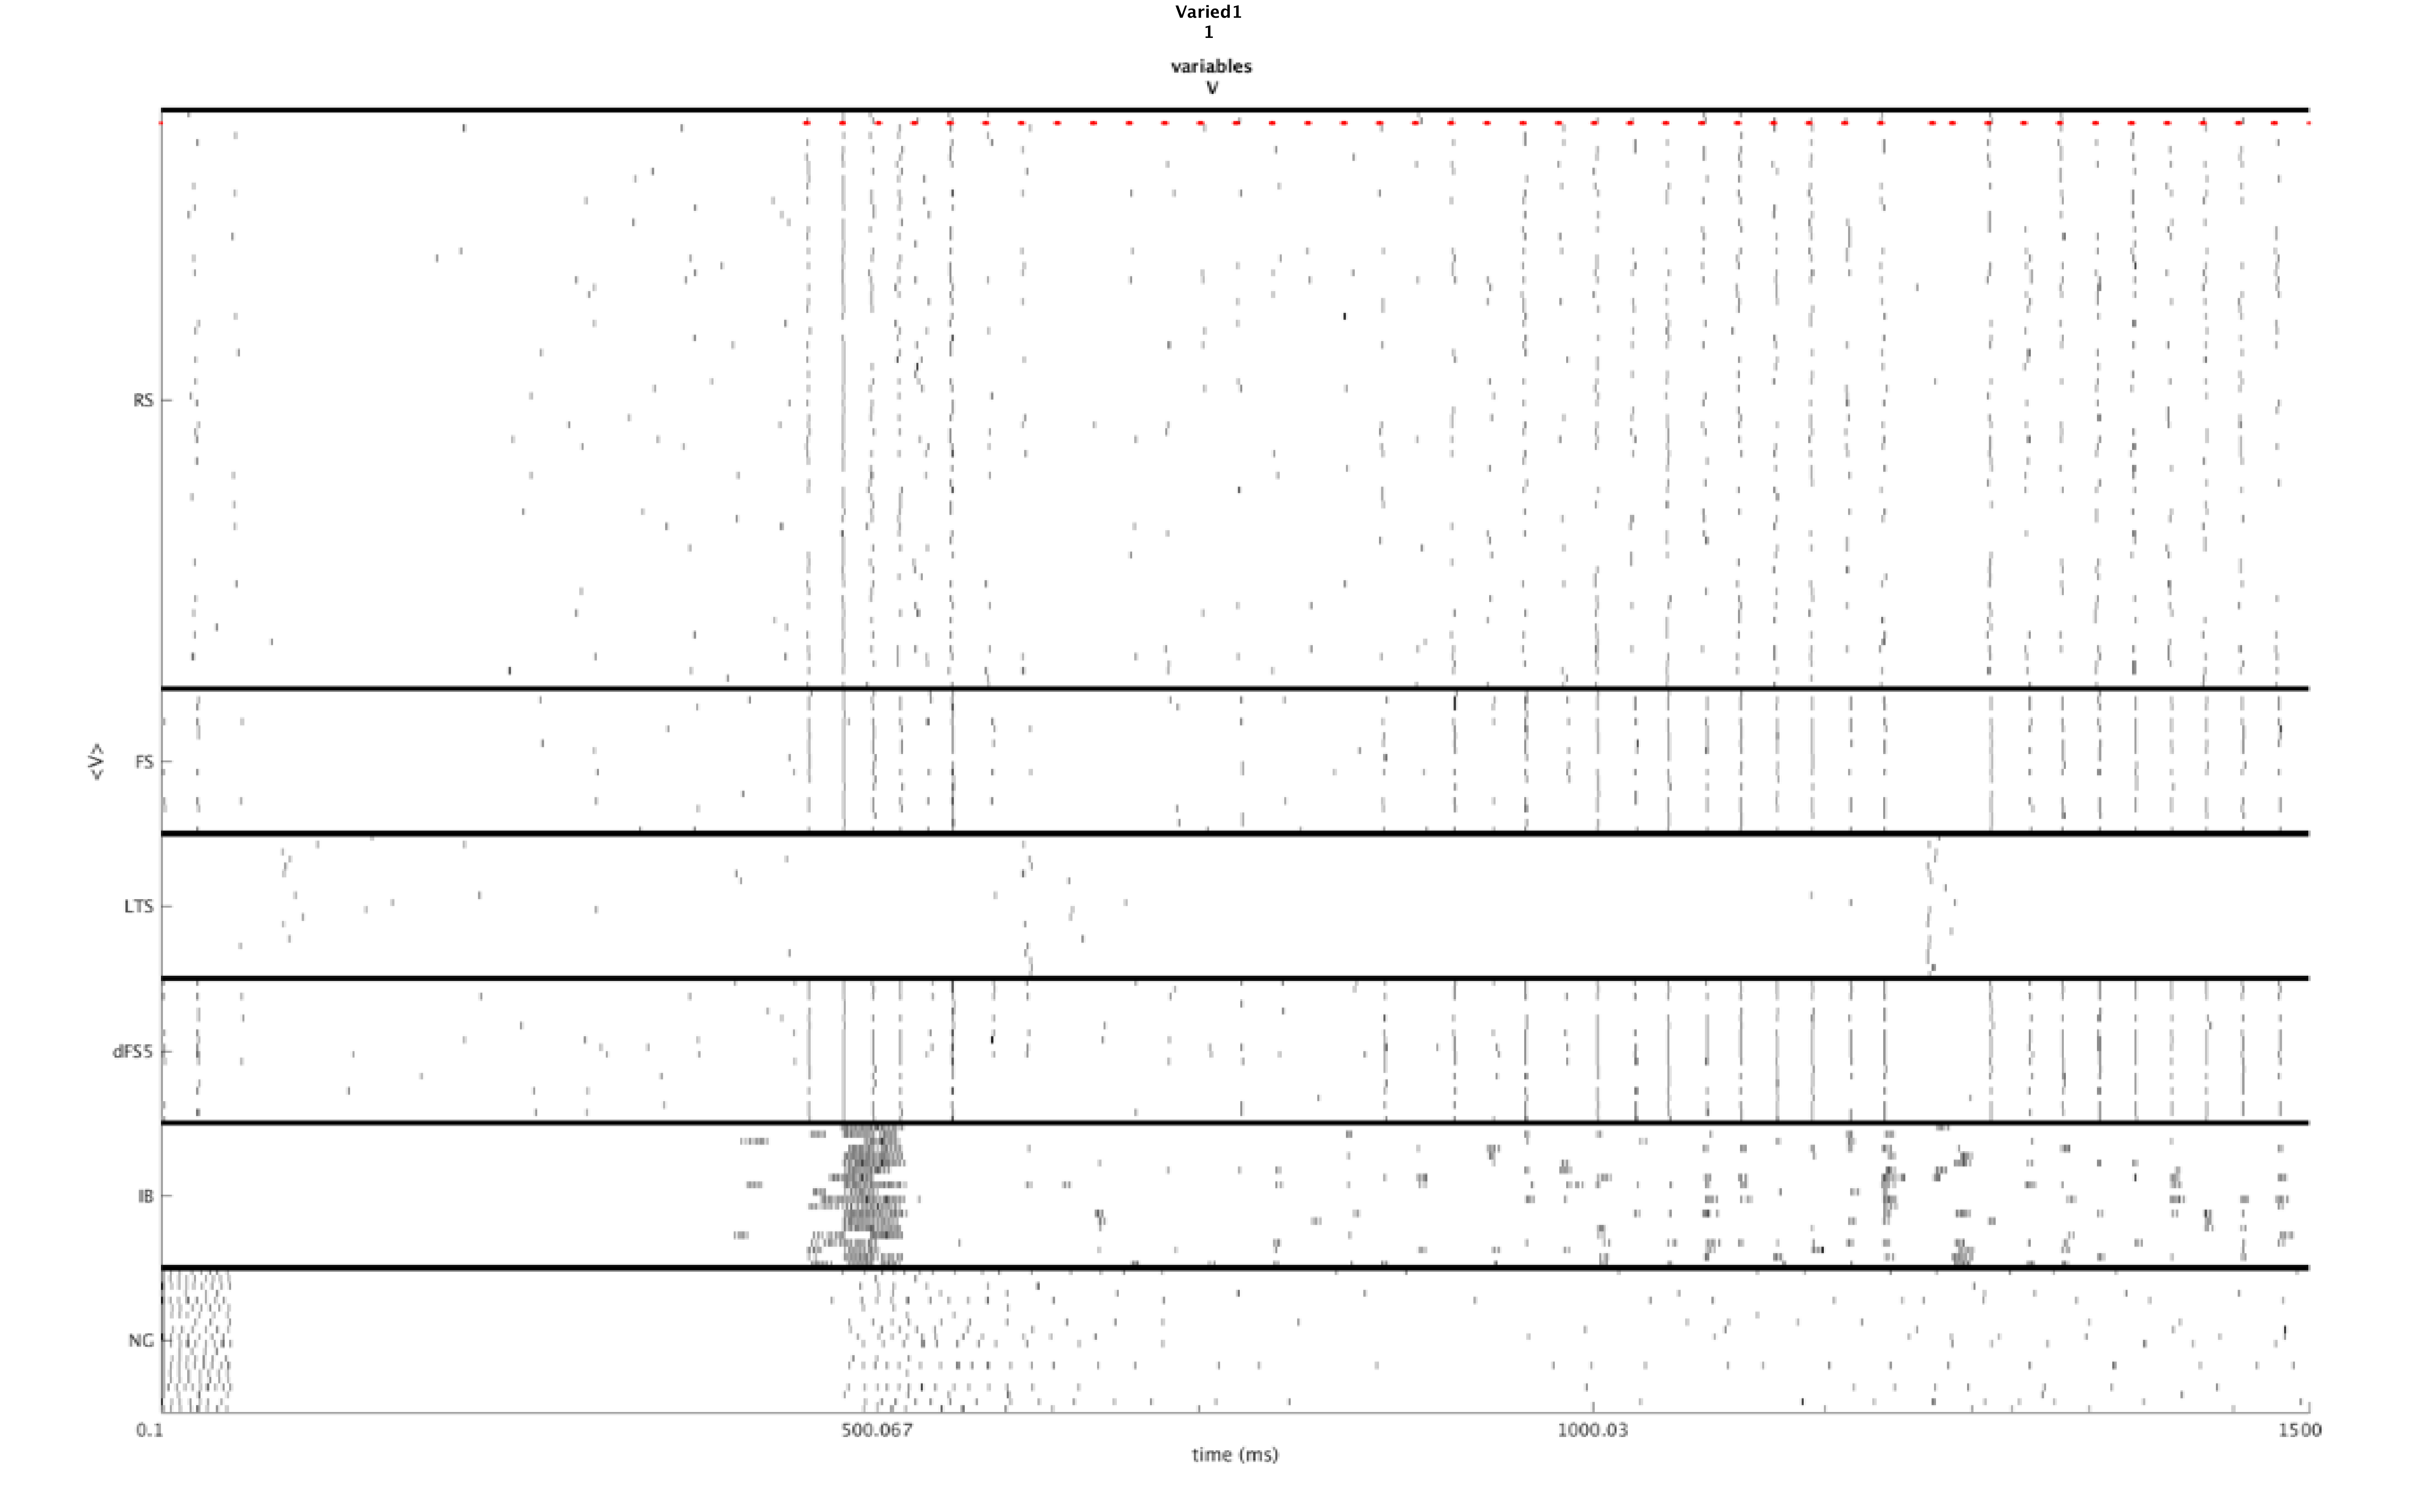 Varied1
1
variables
V
RS
FS
<V>
LTS
dFS5
IB
NG
0.1
500.067
1000.03
1500
time (ms)